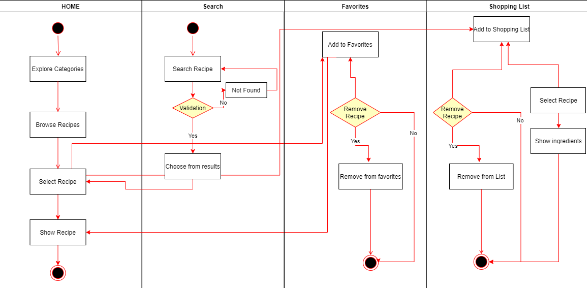 HOME
Search
Favorites
Shopping List
Explore Categories
Browse Recipes
Select Recipe
Show Recipe
Search Recipe
Not Found
Validation
No
Yes
Choose from results
Add to Favorites
Remove
Recipe
No
Yes
Remove from favorites
Add to Shopping List
Select Recipe
Remove
Recipe
No
Show ingredients
Yes
Remove from List